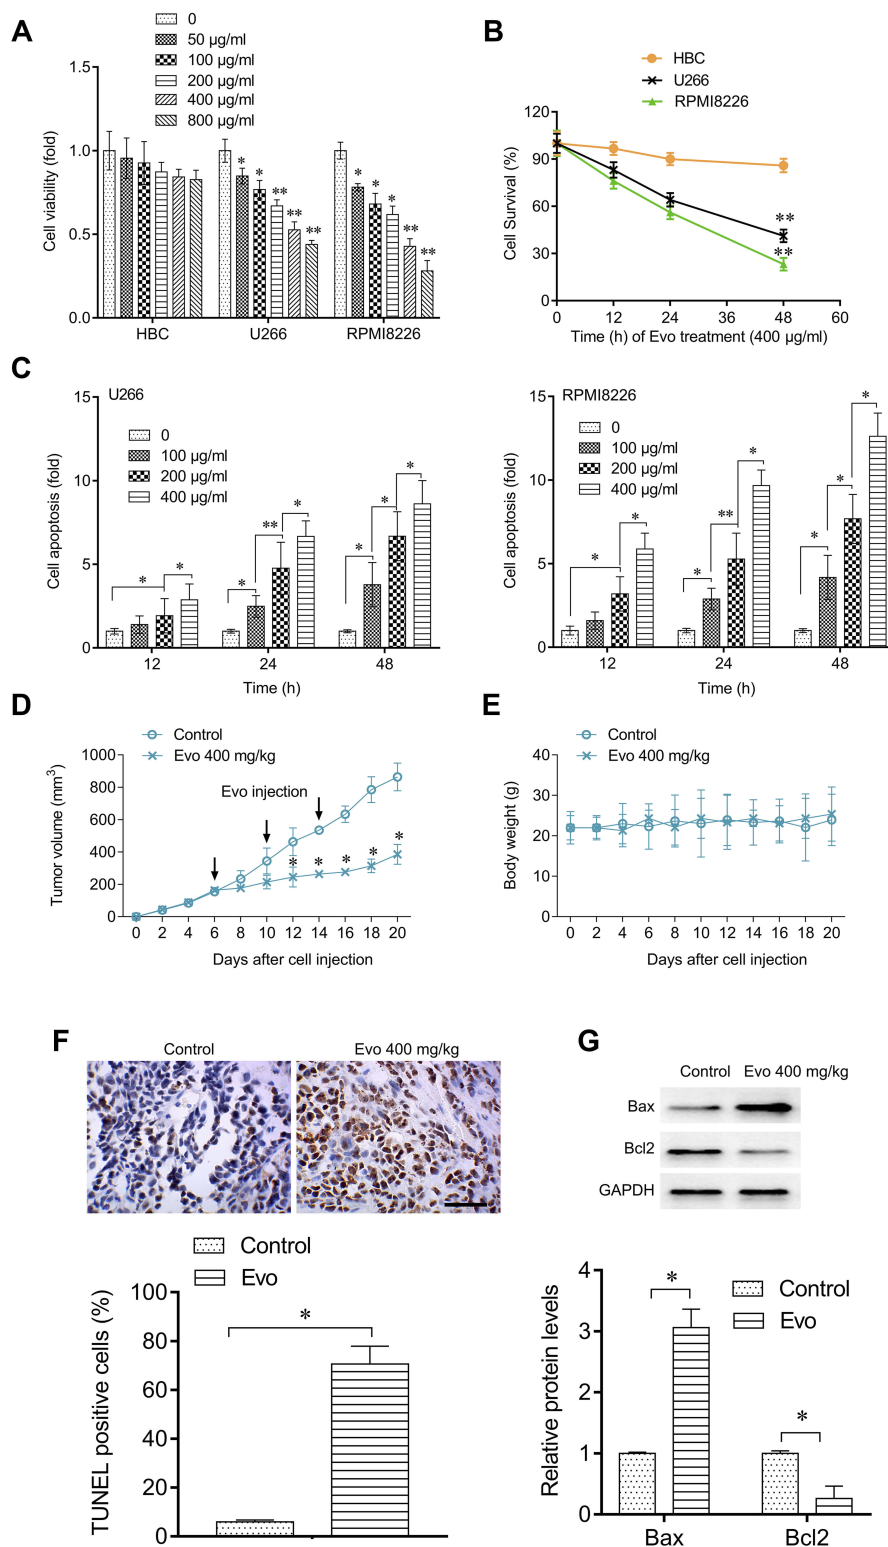 A
0
50 µg/ml
100 µg/ml
200 µg/ml
400 µg/ml
800 µg/ml
Cell viability (fold)
1.5
1.0
0.5
0.0
* * ** ** **
* * * ** **
HBC U266 RPMI8226
B
HBC
U266
RPMI8226
Cell Survival (%)
120
90
60
30
0
**
**
0 12 24 36 48 60
Time (h) of Evo treatment (400 µg/ml)
C
U266
0
100 µg/ml
200 µg/ml
400 µg/ml
Cell apoptosis (fold)
15
10
5
0
* * * ** * * * *
12 24 48
Time (h)
RPMI8226
0
100 µg/ml
200 µg/ml
400 µg/ml
Cell apoptosis (fold)
15
10
5
0
* * * ** * * * *
12 24 48
Time (h)
D
Control
Evo 400 mg/kg
Tumor volume (mm3)
1000
800
600
400
200
0
Evo injection
* * * * *
0 2 4 6 8 10 12 14 16 18 20
Days after cell injection
E
Control
Evo 400 mg/kg
Body weight (g)
40
30
20
10
0
0 2 4 6 8 10 12 14 16 18 20
Days after cell injection
F
Control Evo 400 mg/kg
Control
Evo
TUNEL positive cells (%)
100
80
60
40
20
0
*
G
Control Evo 400 mg/kg
Bax
Bcl2
GAPDH
Control
Evo
Relative protein levels
4
3
2
1
0
*
*
Bax Bcl2